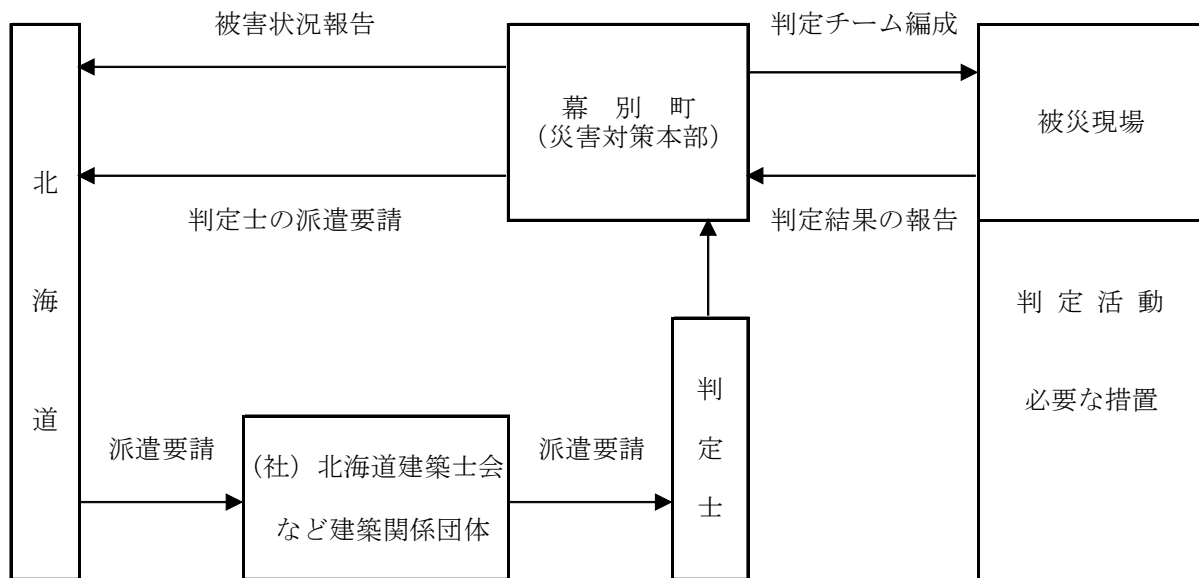 被害状況報告
判定チーム編成
幕 別 町
（災害対策本部）
被災現場
北海道
判定士の派遣要請
判定結果の報告
判 定 活 動
必要な措置
判定士
派遣要請
（社）北海道建築士会
など建築関係団体
派遣要請